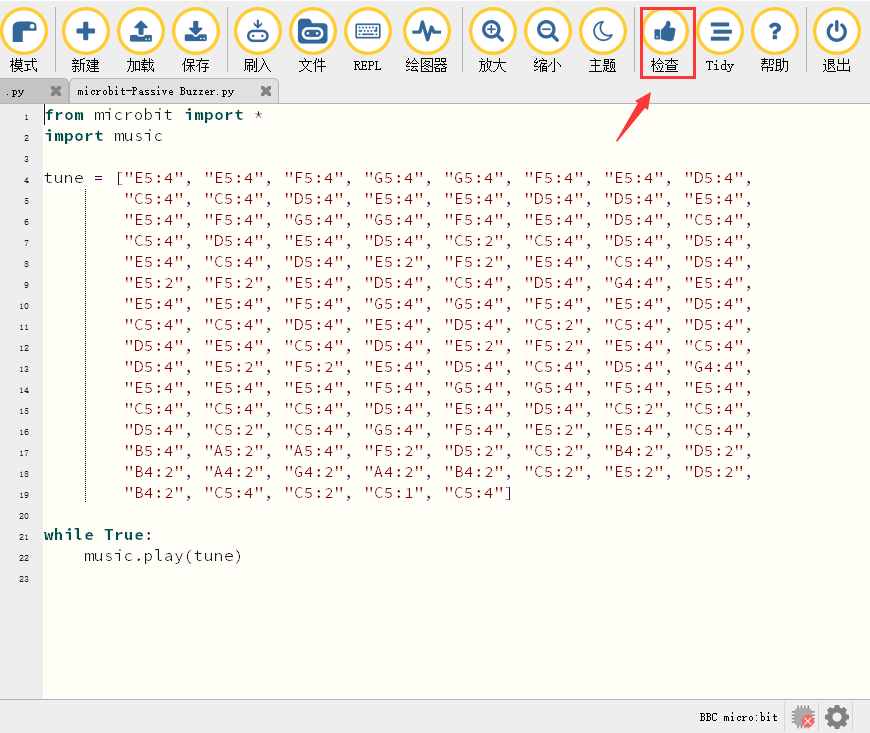 模式 新建 加载 保存 刷入 文件 REPL 绘图器 放大 缩小 主题 检查 Tidy 帮助 退出
.py microbit-Passive Buzzer.py
1 from microbit import *
2 import music
3
4 tune = ["E5:4", "E5:4", "F5:4", "G5:4", "G5:4", "F5:4", "E5:4", "D5:4",
5 "C5:4", "C5:4", "D5:4", "E5:4", "E5:4", "D5:4", "D5:4", "E5:4",
6 "E5:4", "F5:4", "G5:4", "G5:4", "F5:4", "E5:4", "D5:4", "C5:4",
7 "C5:4", "D5:4", "E5:4", "D5:4", "C5:2", "C5:4", "D5:4", "D5:4",
8 "E5:4", "C5:4", "D5:4", "E5:2", "F5:2", "E5:4", "C5:4", "D5:4",
9 "E5:2", "F5:2", "E5:4", "D5:4", "C5:4", "D5:4", "G4:4", "E5:4",
10 "E5:4", "E5:4", "F5:4", "G5:4", "G5:4", "F5:4", "E5:4", "D5:4",
11 "C5:4", "C5:4", "D5:4", "E5:4", "D5:4", "C5:2", "C5:4", "D5:4",
12 "D5:4", "E5:4", "C5:4", "D5:4", "E5:2", "F5:2", "E5:4", "C5:4",
13 "D5:4", "E5:2", "F5:2", "E5:4", "D5:4", "C5:4", "D5:4", "G4:4",
14 "E5:4", "E5:4", "E5:4", "F5:4", "G5:4", "G5:4", "F5:4", "E5:4",
15 "C5:4", "C5:4", "C5:4", "D5:4", "E5:4", "D5:4", "C5:2", "C5:4",
16 "D5:4", "C5:2", "C5:4", "G5:4", "F5:4", "E5:2", "E5:4", "C5:4",
17 "B5:4", "A5:2", "A5:4", "F5:2", "D5:2", "C5:2", "B4:2", "D5:2",
18 "B4:2", "A4:2", "G4:2", "A4:2", "B4:2", "C5:2", "E5:2", "D5:2",
19 "B4:2", "C5:4", "C5:2", "C5:1", "C5:4"]
20
21 while True:
22 music.play(tune)
23
BBC micro:bit